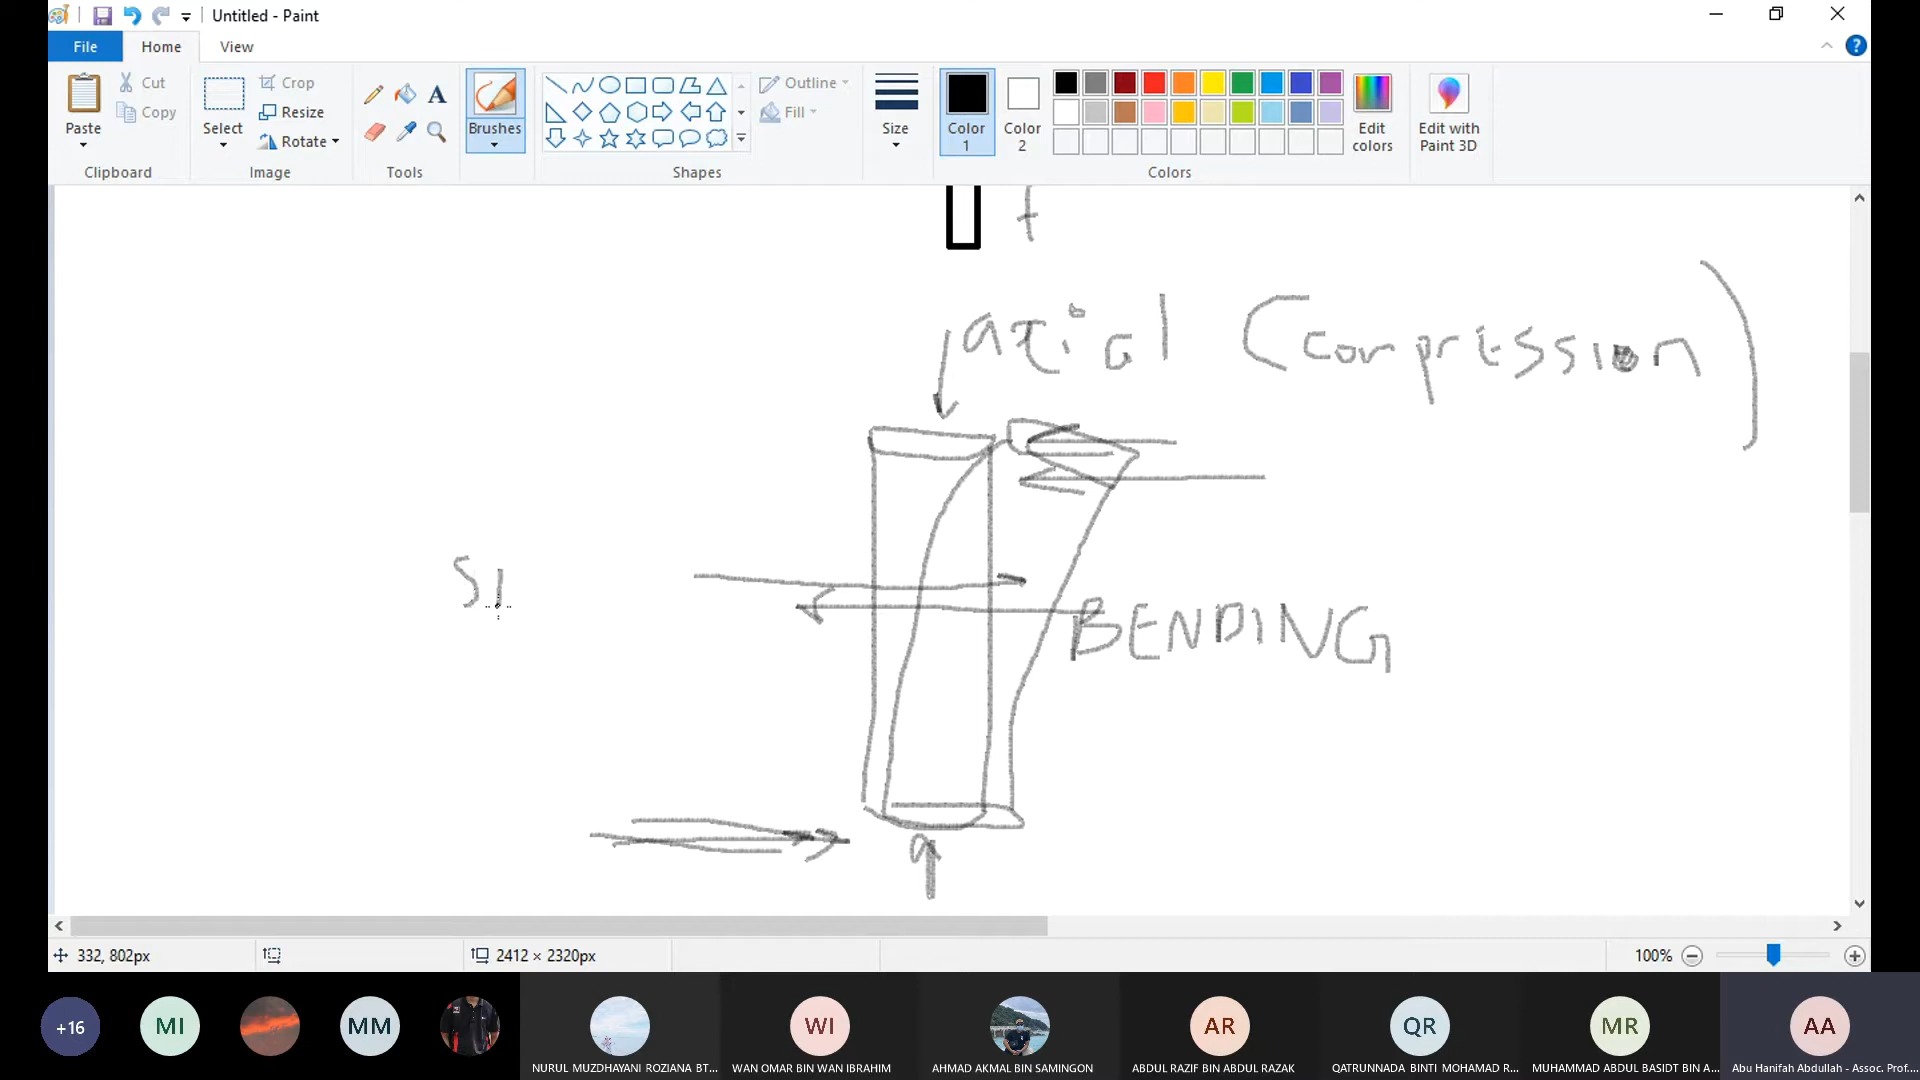 Untitled - Paint
File Home View
Paste Cut Copy Select Crop Resize Rotate A Brushes Outline Fill Size Color 1 Color 2 Edit colors Edit with Paint 3D ?
Clipboard Image Tools Shapes Colors
axial (compression)
BENDING
332, 802px 2412 × 2320px 100%
+16 MI MM WI AR QR MR AA
NURUL MUZDHAYANI ROZIANA BT... WAN OMAR BIN WAN IBRAHIM AHMAD AKMAL BIN SAMINGON ABDUL RAZIF BIN ABDUL RAZAK QATRUNNADA BINTI MOHAMAD R... MUHAMMAD ABDUL BASIDT BIN A... Abu Hanifah Abdullah - Assoc. Prof....